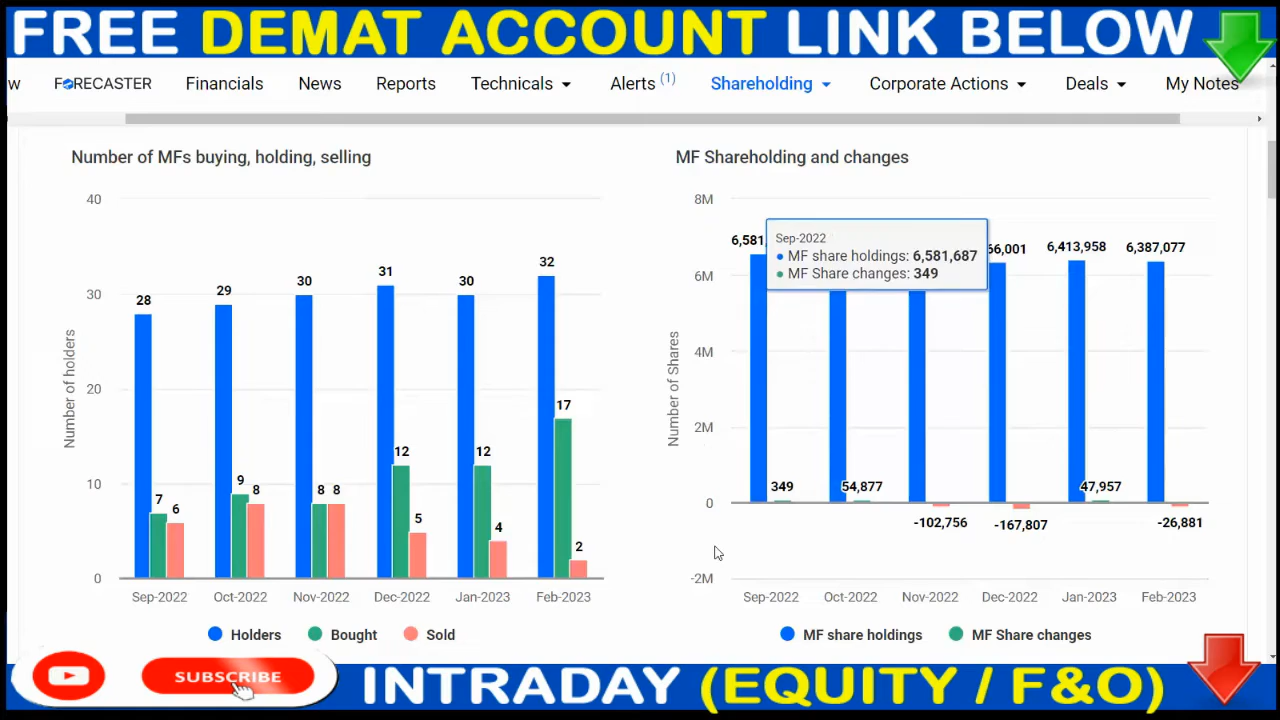 FREE DEMAT ACCOUNT LINK BELOW
w FORECASTER Financials News Reports Technicals Alerts (1) Shareholding Corporate Actions Deals My Notes
Number of MFs buying, holding, selling
40
30
20
10
0
Number of holders
28
7
6
29
9
8
30
8
8
31
12
5
30
12
4
32
17
2
Sep-2022 Oct-2022 Nov-2022 Dec-2022 Jan-2023 Feb-2023
Holders Bought Sold
MF Shareholding and changes
8M
6M
4M
2M
0
-2M
Number of Shares
6,581,
Sep-2022
MF share holdings: 6,581,687
MF Share changes: 349
66,001
6,413,958
6,387,077
349
54,877
-102,756
-167,807
47,957
-26,881
Sep-2022 Oct-2022 Nov-2022 Dec-2022 Jan-2023 Feb-2023
MF share holdings MF Share changes
SUBSCRIBE
INTRADAY (EQUITY / F&O)